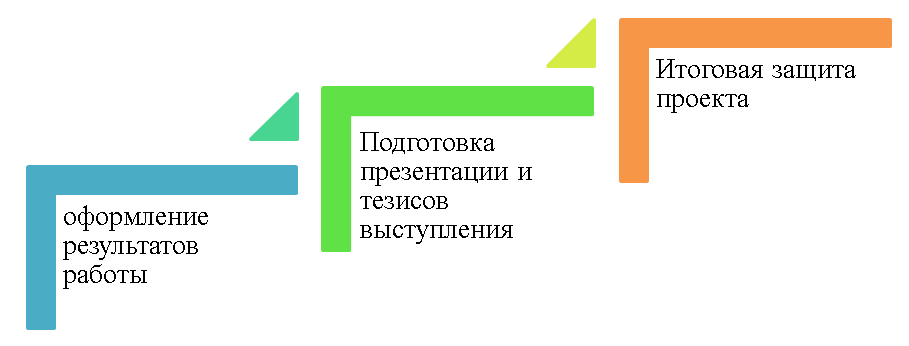 оформление
результатов
работы
Подготовка
презентации и
тезисов
выступления
Итоговая защита
проекта